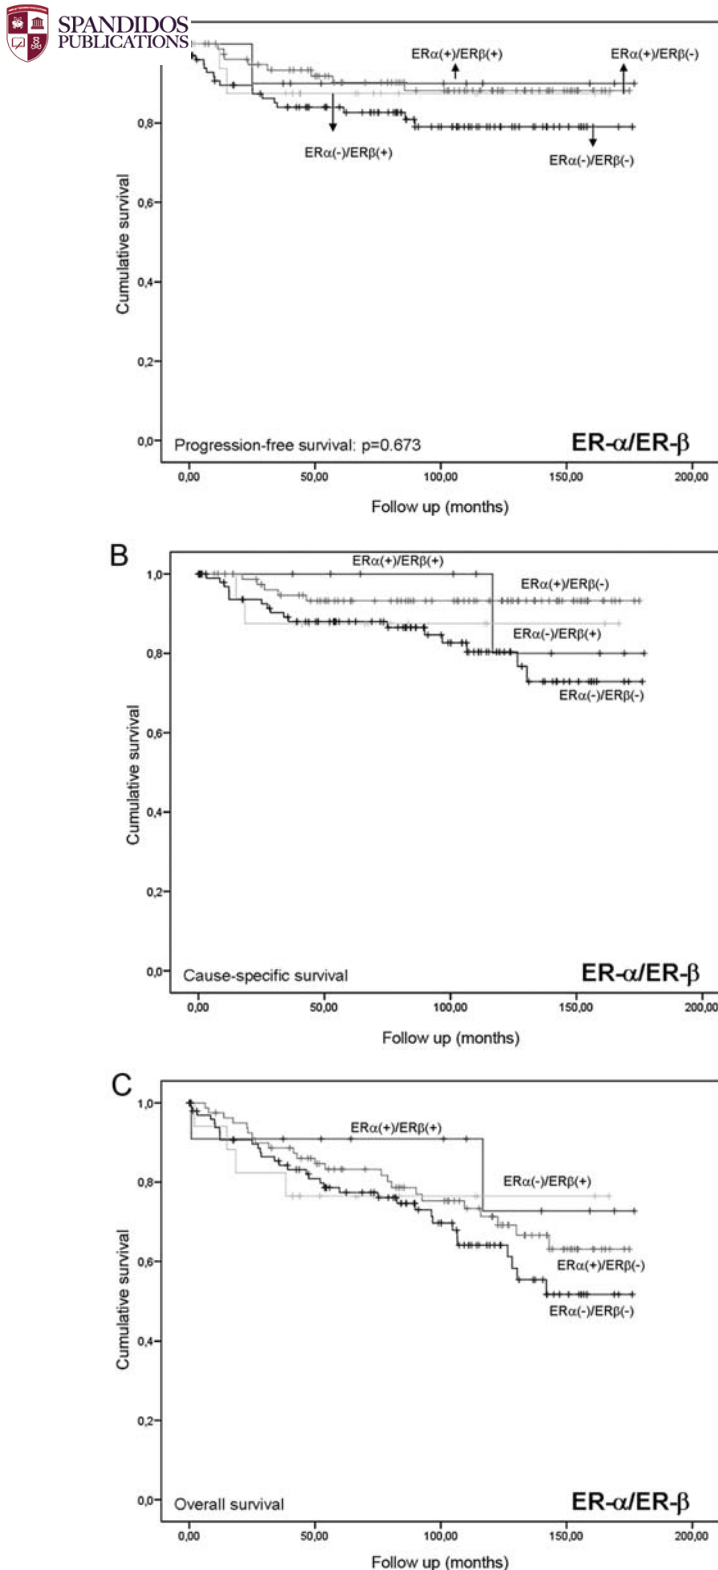 SPANDIDOS
PUBLICATIONS
ERα(+)/ERβ(+)
ERα(+)/ERβ(-)
0,8
ERα(-)/ERβ(+)
ERα(-)/ERβ(-)
0,6
Cumulative survival
0,4
0,2
0,0
Progression-free survival: p=0.673
ER-α/ER-β
0,00 50,00 100,00 150,00 200,00
Follow up (months)
B
ERα(+)/ERβ(+)
1,0
ERα(+)/ERβ(-)
ERα(-)/ERβ(+)
0,8
ERα(-)/ERβ(-)
0,6
Cumulative survival
0,4
0,2
0,0
Cause-specific survival
ER-α/ER-β
0,00 50,00 100,00 150,00 200,00
Follow up (months)
C
1,0
ERα(+)/ERβ(+)
ERα(-)/ERβ(+)
0,8
ERα(+)/ERβ(-)
0,6
ERα(-)/ERβ(-)
Cumulative survival
0,4
0,2
0,0
Overall survival
ER-α/ER-β
0,00 50,00 100,00 150,00 200,00
Follow up (months)